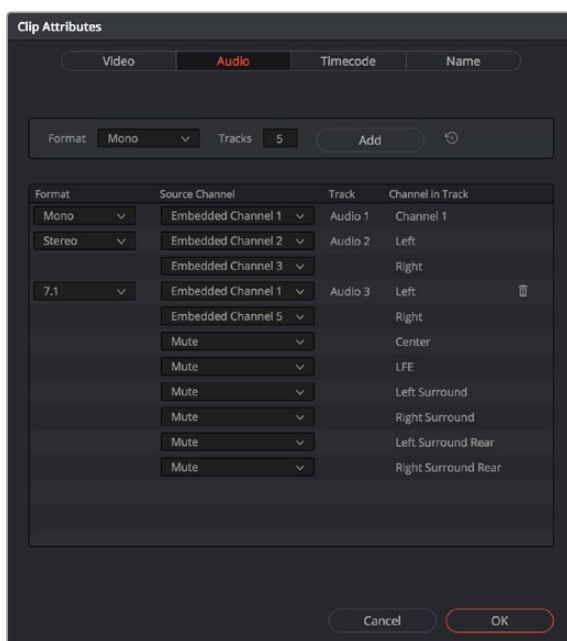 Clip Attributes
Video Audio Timecode Name
Format Mono Tracks 5 Add
Format Source Channel Track Channel in Track
Mono Embedded Channel 1 Audio 1 Channel 1
Stereo Embedded Channel 2 Audio 2 Left
Embedded Channel 3 Right
7.1 Embedded Channel 1 Audio 3 Left
Embedded Channel 5 Right
Mute Center
Mute LFE
Mute Left Surround
Mute Right Surround
Mute Left Surround Rear
Mute Right Surround Rear
Cancel OK